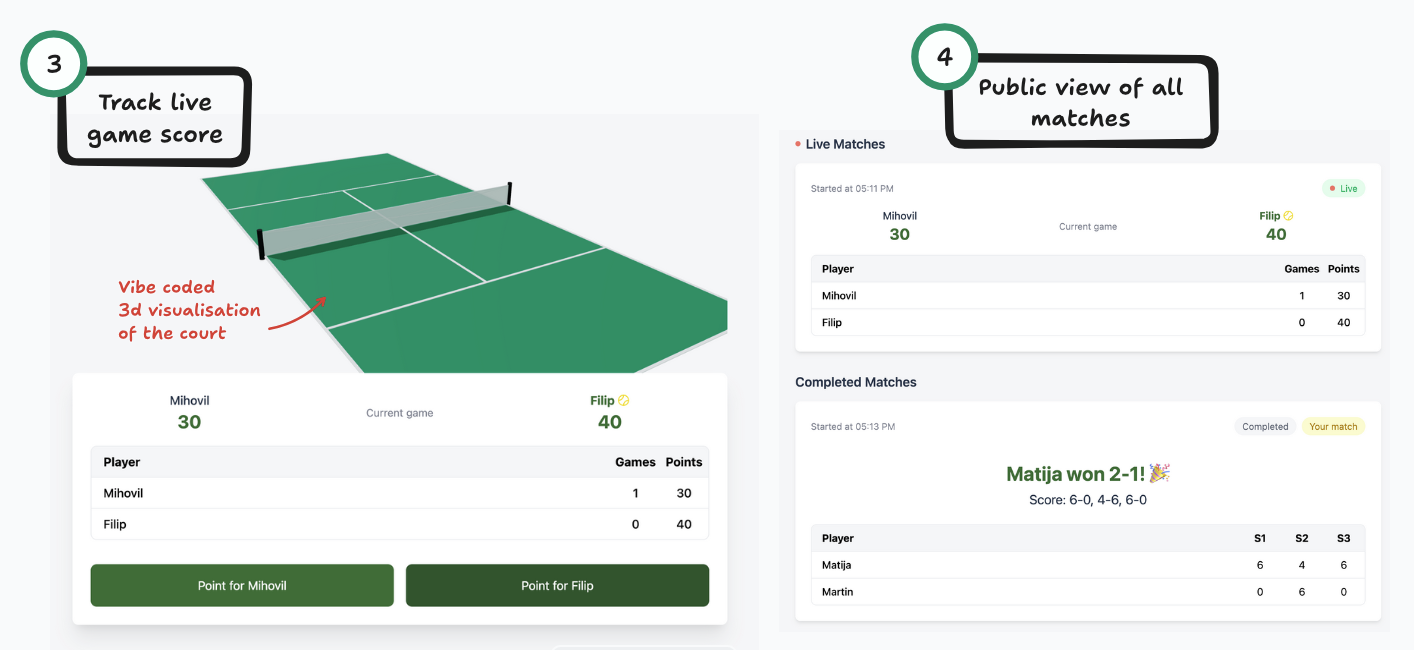 3
Track live
game score
Vibe coded
3d visualisation
of the court
Mihovil
30
Current game
Filip
40
Player Games Points
Mihovil 1 30
Filip 0 40
Point for Mihovil
Point for Filip
4
Public view of all
matches
Live Matches
Started at 05:11 PM
Live
Mihovil
30
Current game
Filip
40
Player Games Points
Mihovil 1 30
Filip 0 40
Completed Matches
Started at 05:13 PM
Completed
Your match
Matija won 2-1! 🎉
Score: 6-0, 4-6, 6-0
Player S1 S2 S3
Matija 6 4 6
Martin 0 6 0